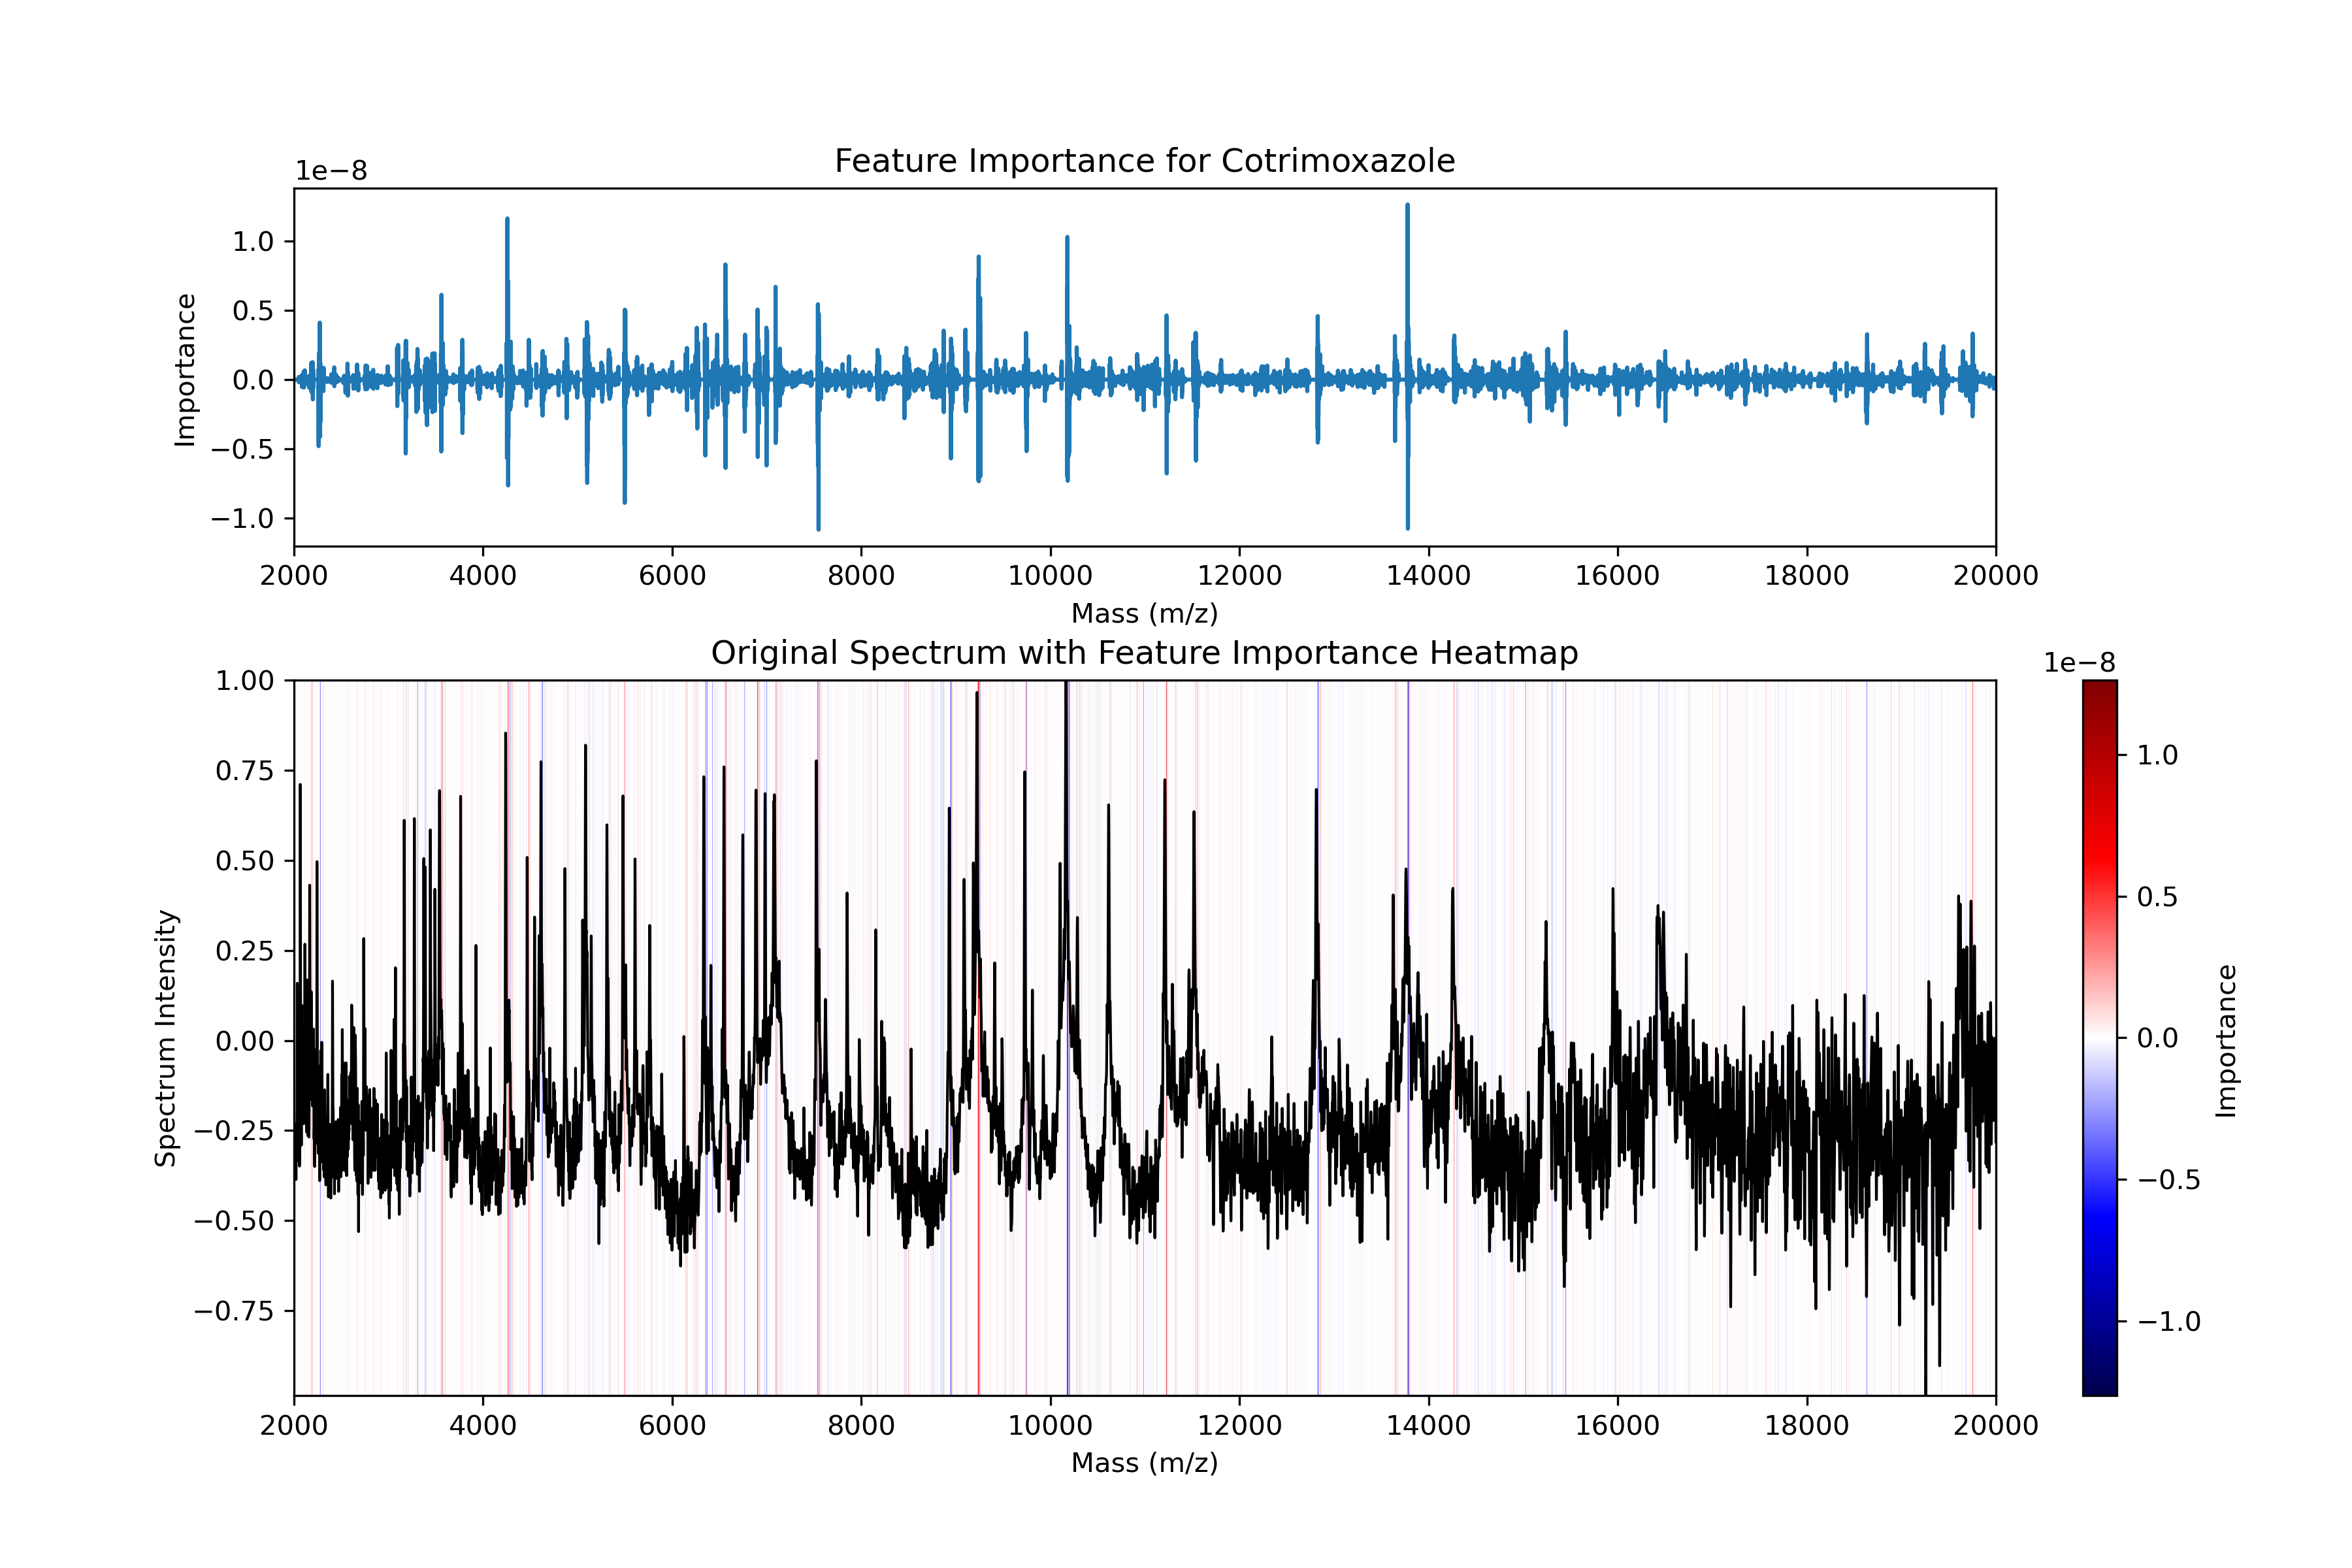 Feature Importance for Cotrimoxazole
1e−8
1.0
0.5
0.0
−0.5
−1.0
Importance
2000 4000 6000 8000 10000 12000 14000 16000 18000 20000
Mass (m/z)
Original Spectrum with Feature Importance Heatmap
1.00
0.75
0.50
0.25
0.00
−0.25
−0.50
−0.75
Spectrum Intensity
2000 4000 6000 8000 10000 12000 14000 16000 18000 20000
Mass (m/z)
1e−8
1.0
0.5
0.0
−0.5
−1.0
Importance